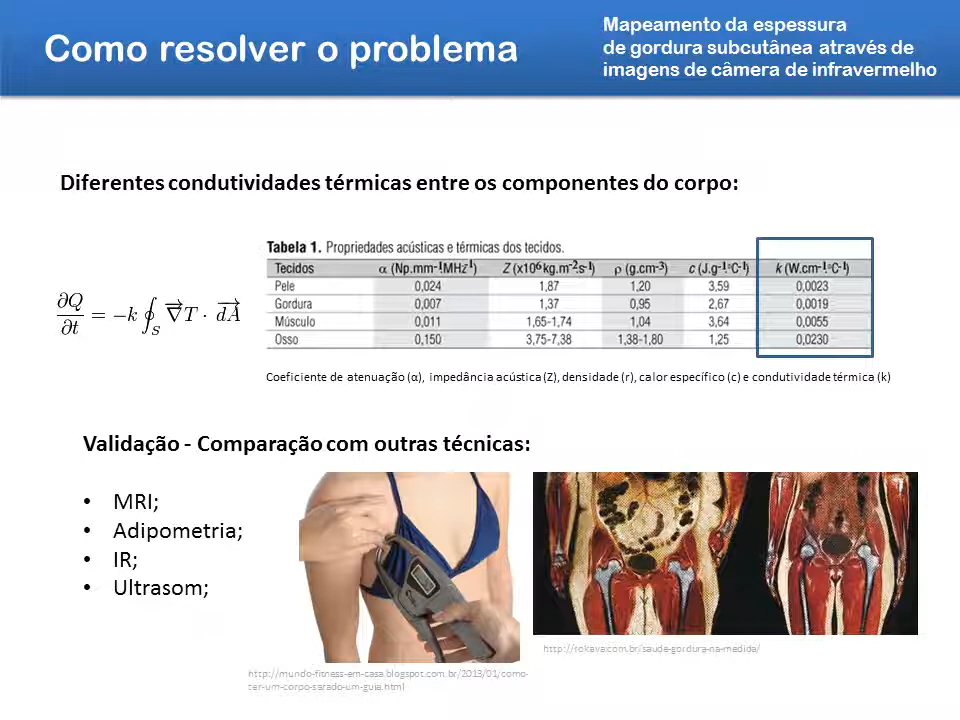 Como resolver o problema
Mapeamento da espessura
de gordura subcutânea através de
imagens de câmera de infravermelho
Diferentes condutividades térmicas entre os componentes do corpo:
∂Q/∂t = −k ∮_S ∇⃗T · d⃗A
Tabela 1. Propriedades acústicas e térmicas dos tecidos.
Tecidos α (Np.mm⁻¹MHz⁻¹) Z (x10⁶kg.m⁻².s⁻¹) ρ (g.cm⁻³) c (J.g⁻¹.°C⁻¹) k (W.cm⁻¹.°C⁻¹)
Pele 0,024 1,87 1,20 3,59 0,0023
Gordura 0,007 1,37 0,95 2,67 0,0019
Músculo 0,011 1,65-1,74 1,04 3,64 0,0055
Osso 0,150 3,75-7,38 1,38-1,80 1,25 0,0230
Coeficiente de atenuação (α), impedância acústica (Z), densidade (r), calor específico (c) e condutividade térmica (k)
Validação - Comparação com outras técnicas:
• MRI;
• Adipometria;
• IR;
• Ultrasom;
http://rokava.com.br/saude-gordura-na-medida/
http://mundo-fitness-em-casa.blogspot.com.br/2013/01/como-
ter-um-corpo-sarado-um-guia.html